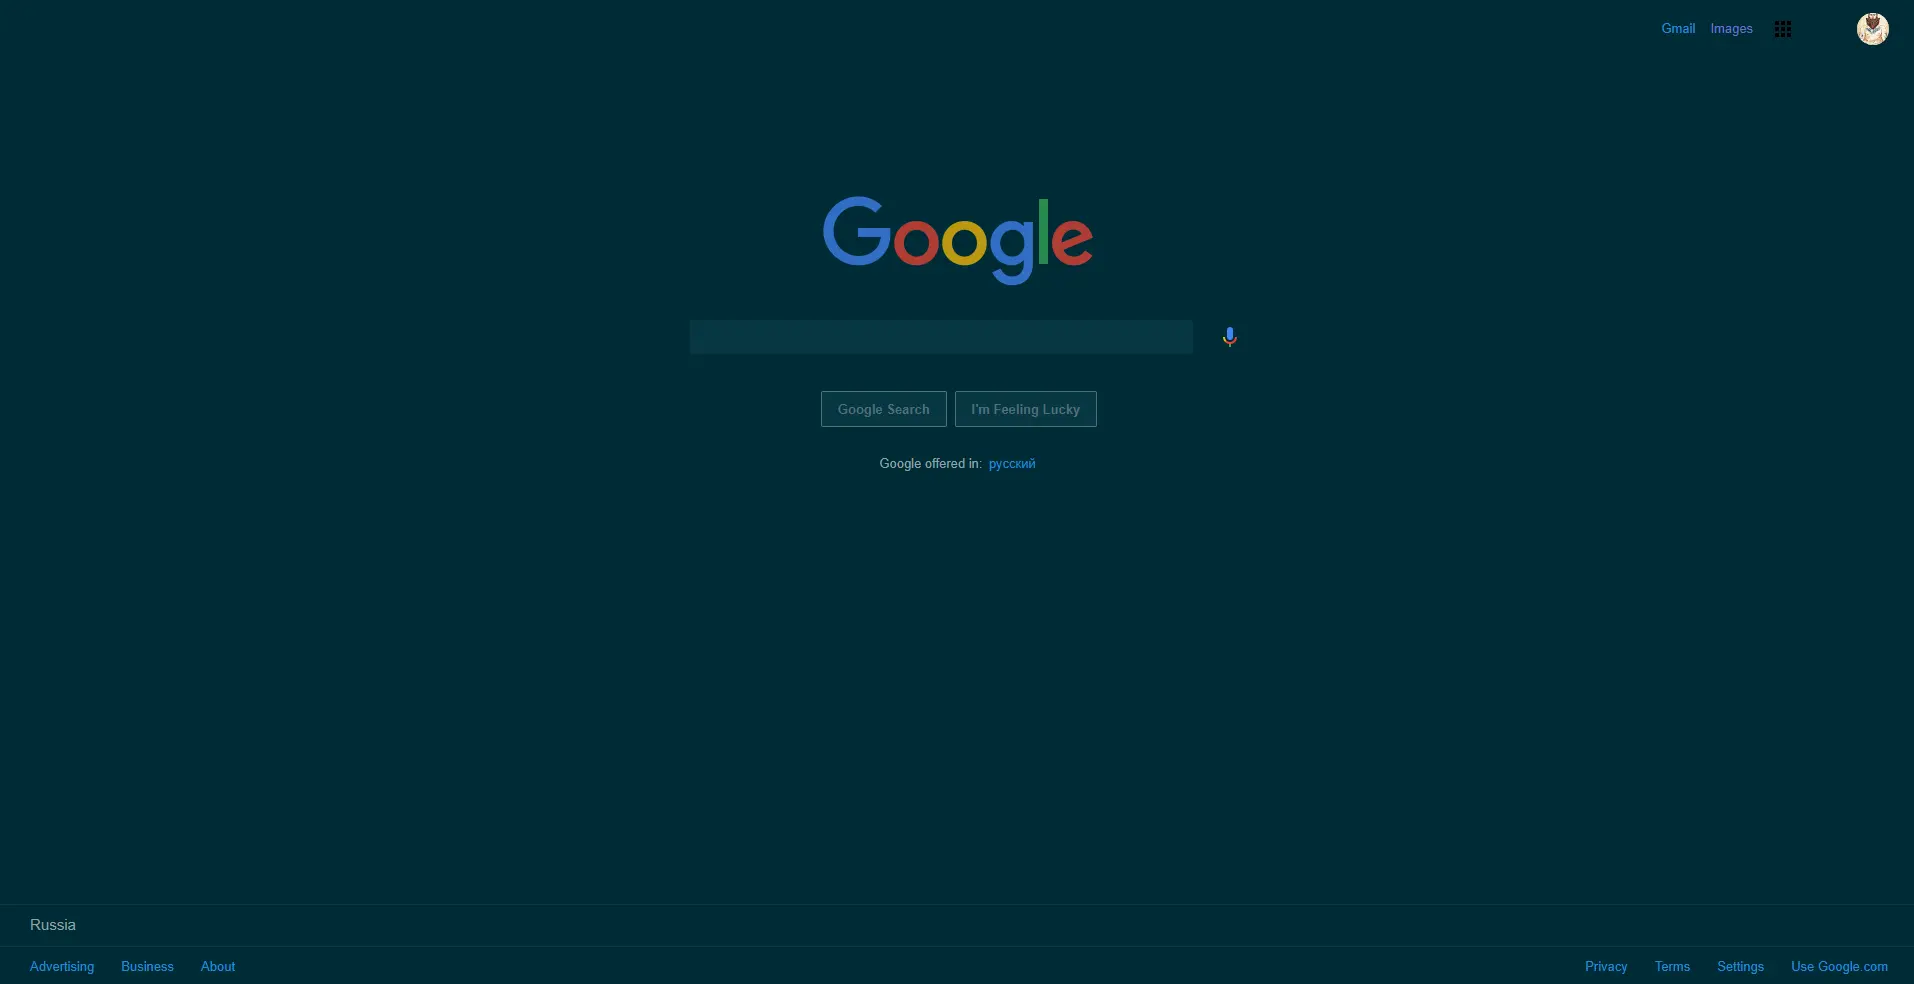 Gmail Images
Google
Google Search I'm Feeling Lucky
Google offered in: русский
Russia
Advertising Business About Privacy Terms Settings Use Google.com